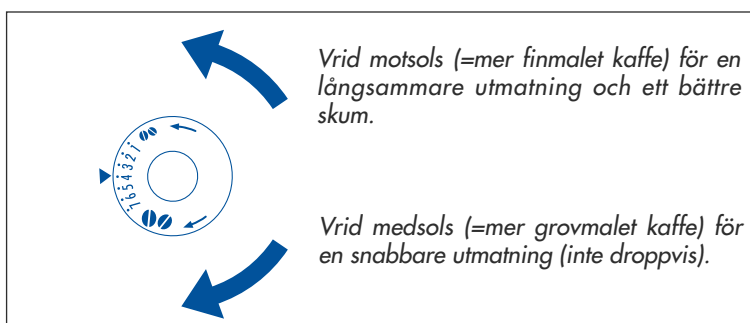 Vrid motsols (=mer finmalet kaffe) för en
långsammare utmatning och ett bättre
skum.
7654321
Vrid medsols (=mer grovmalet kaffe) för
en snabbare utmatning (inte droppvis).